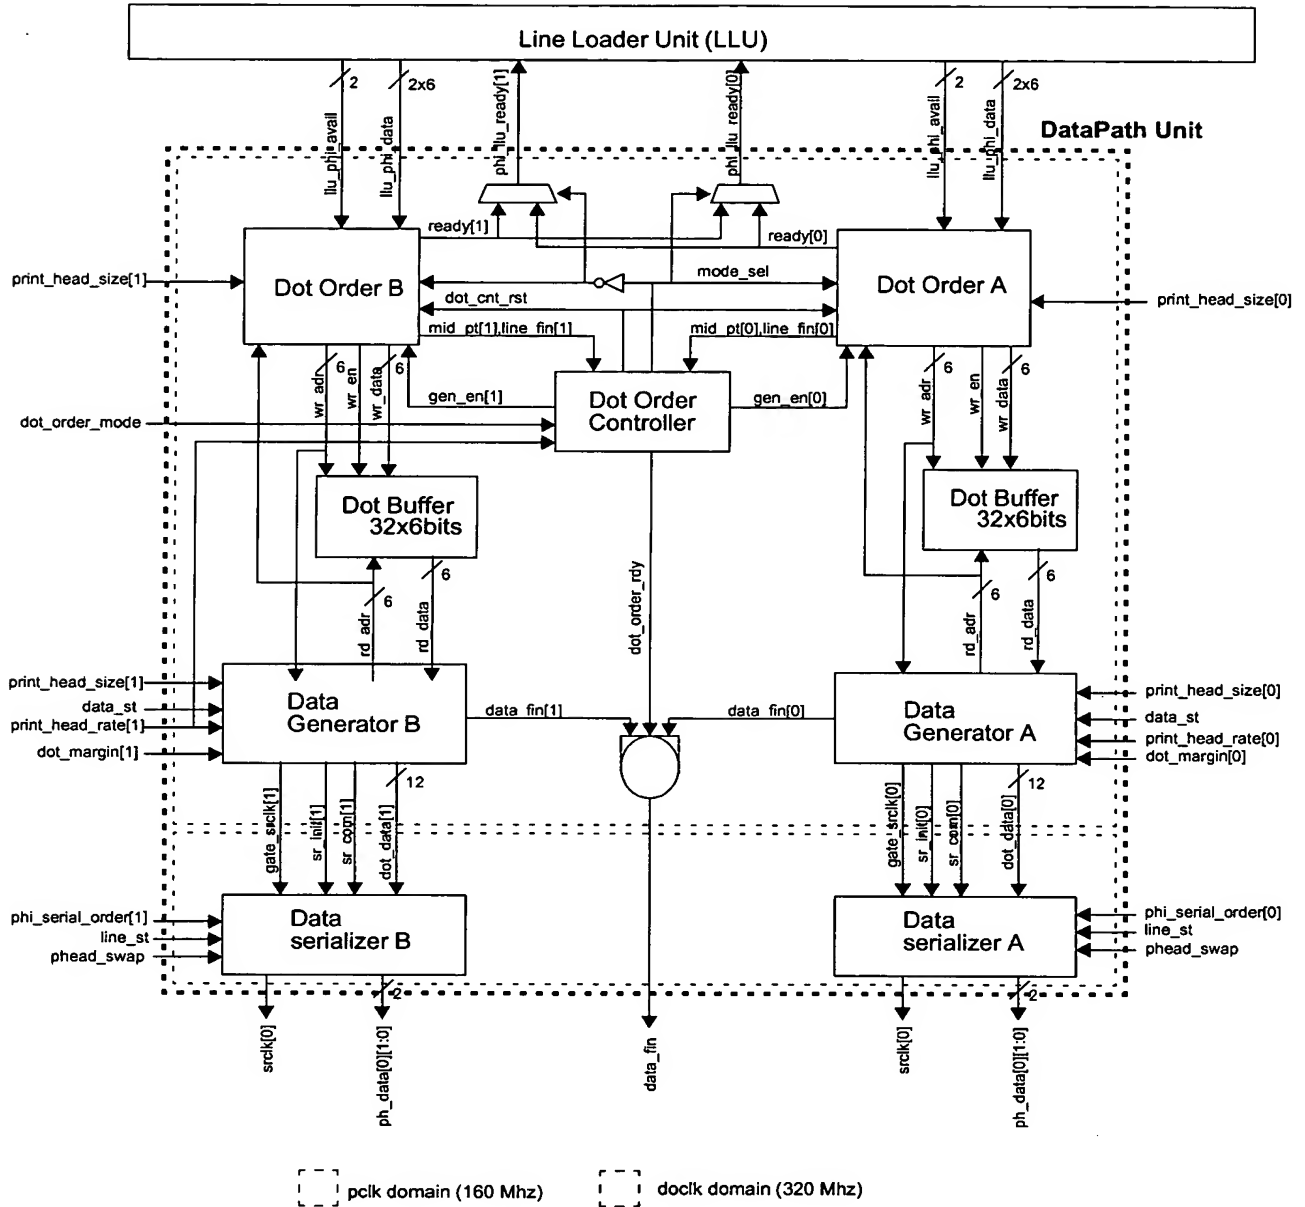 Line Loader Unit (LLU)
2
2x6
2
2x6
llu_phi_avail
llu_phi_data
phi_llu_ready[1]
phi_llu_ready[0]
llu_phi_avail
llu_phi_data
DataPath Unit
ready[1]
ready[0]
print_head_size[1]
Dot Order B
mode_sel
Dot Order A
print_head_size[0]
dot_cnt_rst
mid_pt[1],line_fin[1]
mid_pt[0],line_fin[0]
6
6
6
6
wr_adr
wr_en
wr_data
wr_adr
wr_en
wr_data
gen_en[1]
Dot Order
Controller
gen_en[0]
dot_order_mode
Dot Buffer
32x6bits
Dot Buffer
32x6bits
6
6
6
6
rd_adr
rd_data
dot_order_rdy
rd_adr
rd_data
print_head_size[1]
data_st
print_head_rate[1]
dot_margin[1]
Data
Generator B
data_fin[1]
data_fin[0]
Data
Generator A
print_head_size[0]
data_st
print_head_rate[0]
dot_margin[0]
12
12
gate_srclk[1]
sr_init[1]
sr_com[1]
dot_data[1]
gate_srclk[0]
sr_init[0]
sr_com[0]
dot_data[0]
phi_serial_order[1]
line_st
phead_swap
Data
serializer B
Data
serializer A
phi_serial_order[0]
line_st
phead_swap
2
2
srclk[0]
ph_data[0][1:0]
data_fin
srclk[0]
ph_data[0][1:0]
pclk domain (160 Mhz)
doclk domain (320 Mhz)